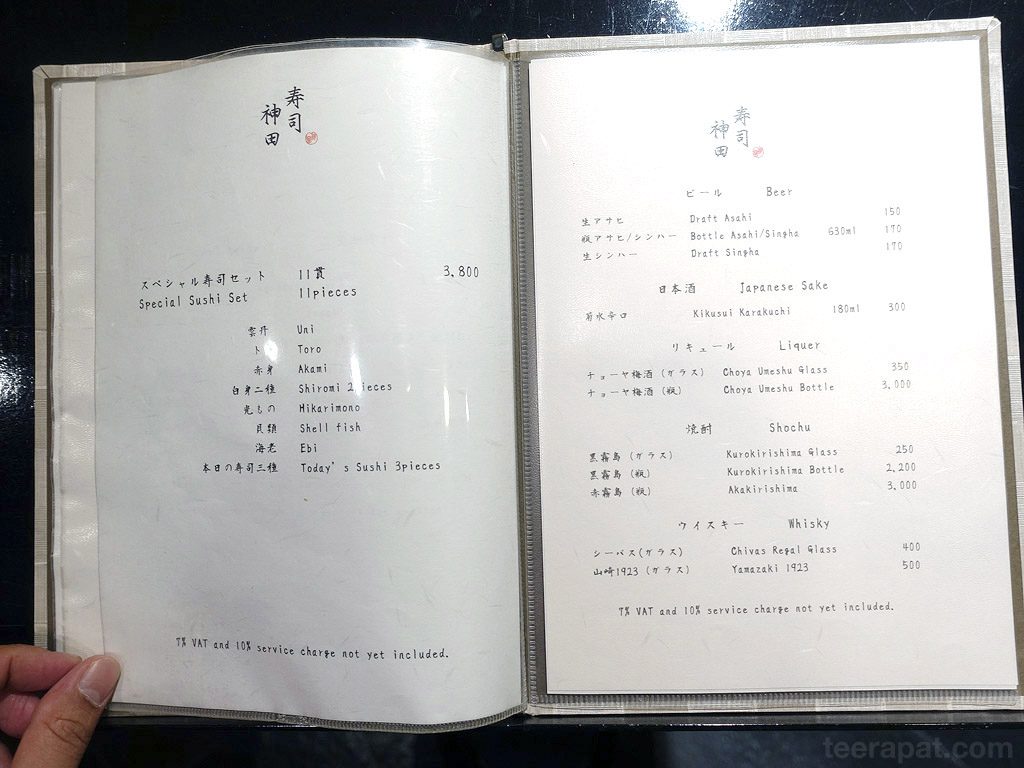 寿司
神田
スペシャル寿司セット 11貫 3,800
Special Sushi Set 11pieces
雲丹 Uni
ト Toro
赤身 Akami
白身二種 Shiromi 2 ieces
光もの Hikarimono
貝類 Shell fish
海老 Ebi
本日の寿司三種 Today's Sushi 3pieces
7% VAT and 10% service charge not yet included.
寿司
神田
ビール Beer
生アサヒ Draft Asahi 150
瓶アサヒ/シンハー Bottle Asahi/Singha 630ml 170
生シンハー Draft Singha 170
日本酒 Japanese Sake
菊水辛口 Kikusui Karakuchi 180ml 300
リキュール Liquer
チョーヤ梅酒 (ガラス) Choya Umeshu Glass 350
チョーヤ梅酒 (瓶) Choya Umeshu Bottle 3,000
焼酎 Shochu
黒霧島 (ガラス) Kurokirishima Glass 250
黒霧島 (瓶) Kurokirishima Bottle 2,200
赤霧島 (瓶) Akakirishima 3,000
ウイスキー Whisky
シーバス(ガラス) Chivas Regal Glass 400
山崎1923 (ガラス) Yamazaki 1923 500
7% VAT and 10% service charge not yet included.
teerapat.com